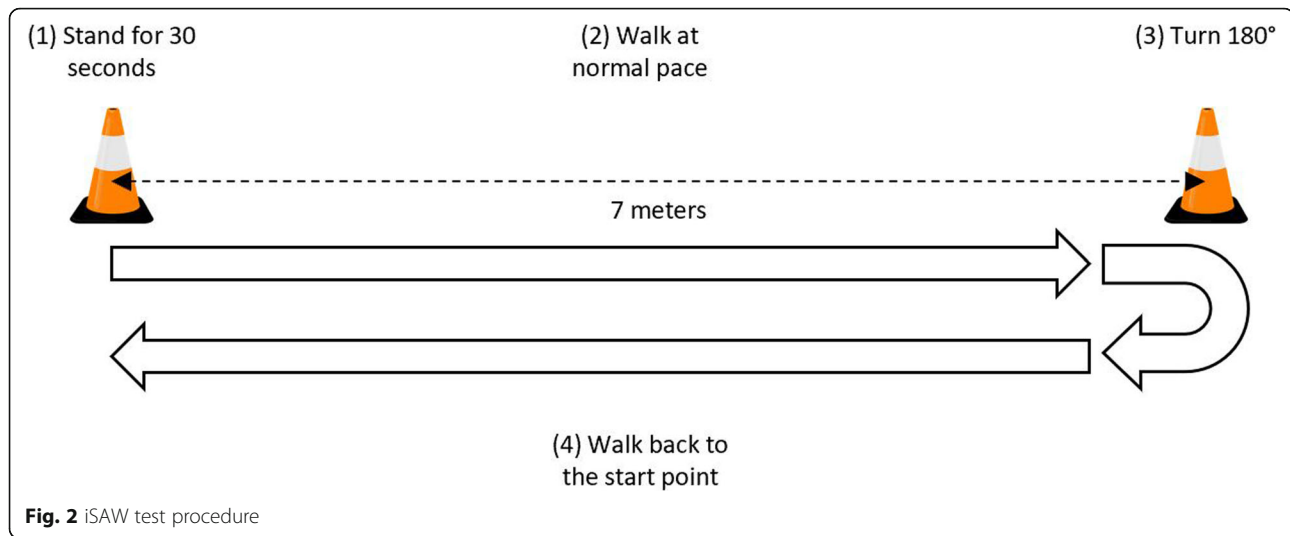 (1) Stand for 30
seconds
(2) Walk at
normal pace
(3) Turn 180°
7 meters
(4) Walk back to
the start point
Fig. 2 iSAW test procedure